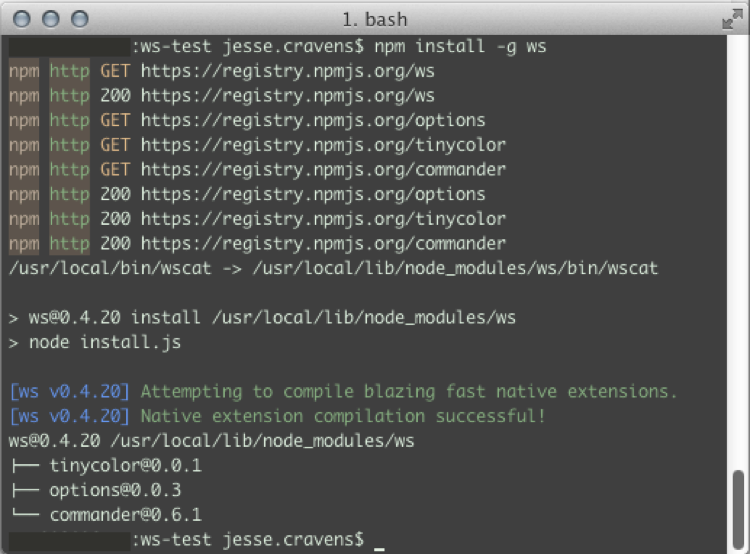 1. bash
:ws-test jesse.cravens$ npm install -g ws
npm http GET https://registry.npmjs.org/ws
npm http 200 https://registry.npmjs.org/ws
npm http GET https://registry.npmjs.org/options
npm http GET https://registry.npmjs.org/tinycolor
npm http GET https://registry.npmjs.org/commander
npm http 200 https://registry.npmjs.org/options
npm http 200 https://registry.npmjs.org/tinycolor
npm http 200 https://registry.npmjs.org/commander
/usr/local/bin/wscat -> /usr/local/lib/node_modules/ws/bin/wscat
> ws@0.4.20 install /usr/local/lib/node_modules/ws
> node install.js
[ws v0.4.20] Attempting to compile blazing fast native extensions.
[ws v0.4.20] Native extension compilation successful!
ws@0.4.20 /usr/local/lib/node_modules/ws
├── tinycolor@0.0.1
├── options@0.0.3
└── commander@0.6.1
:ws-test jesse.cravens$